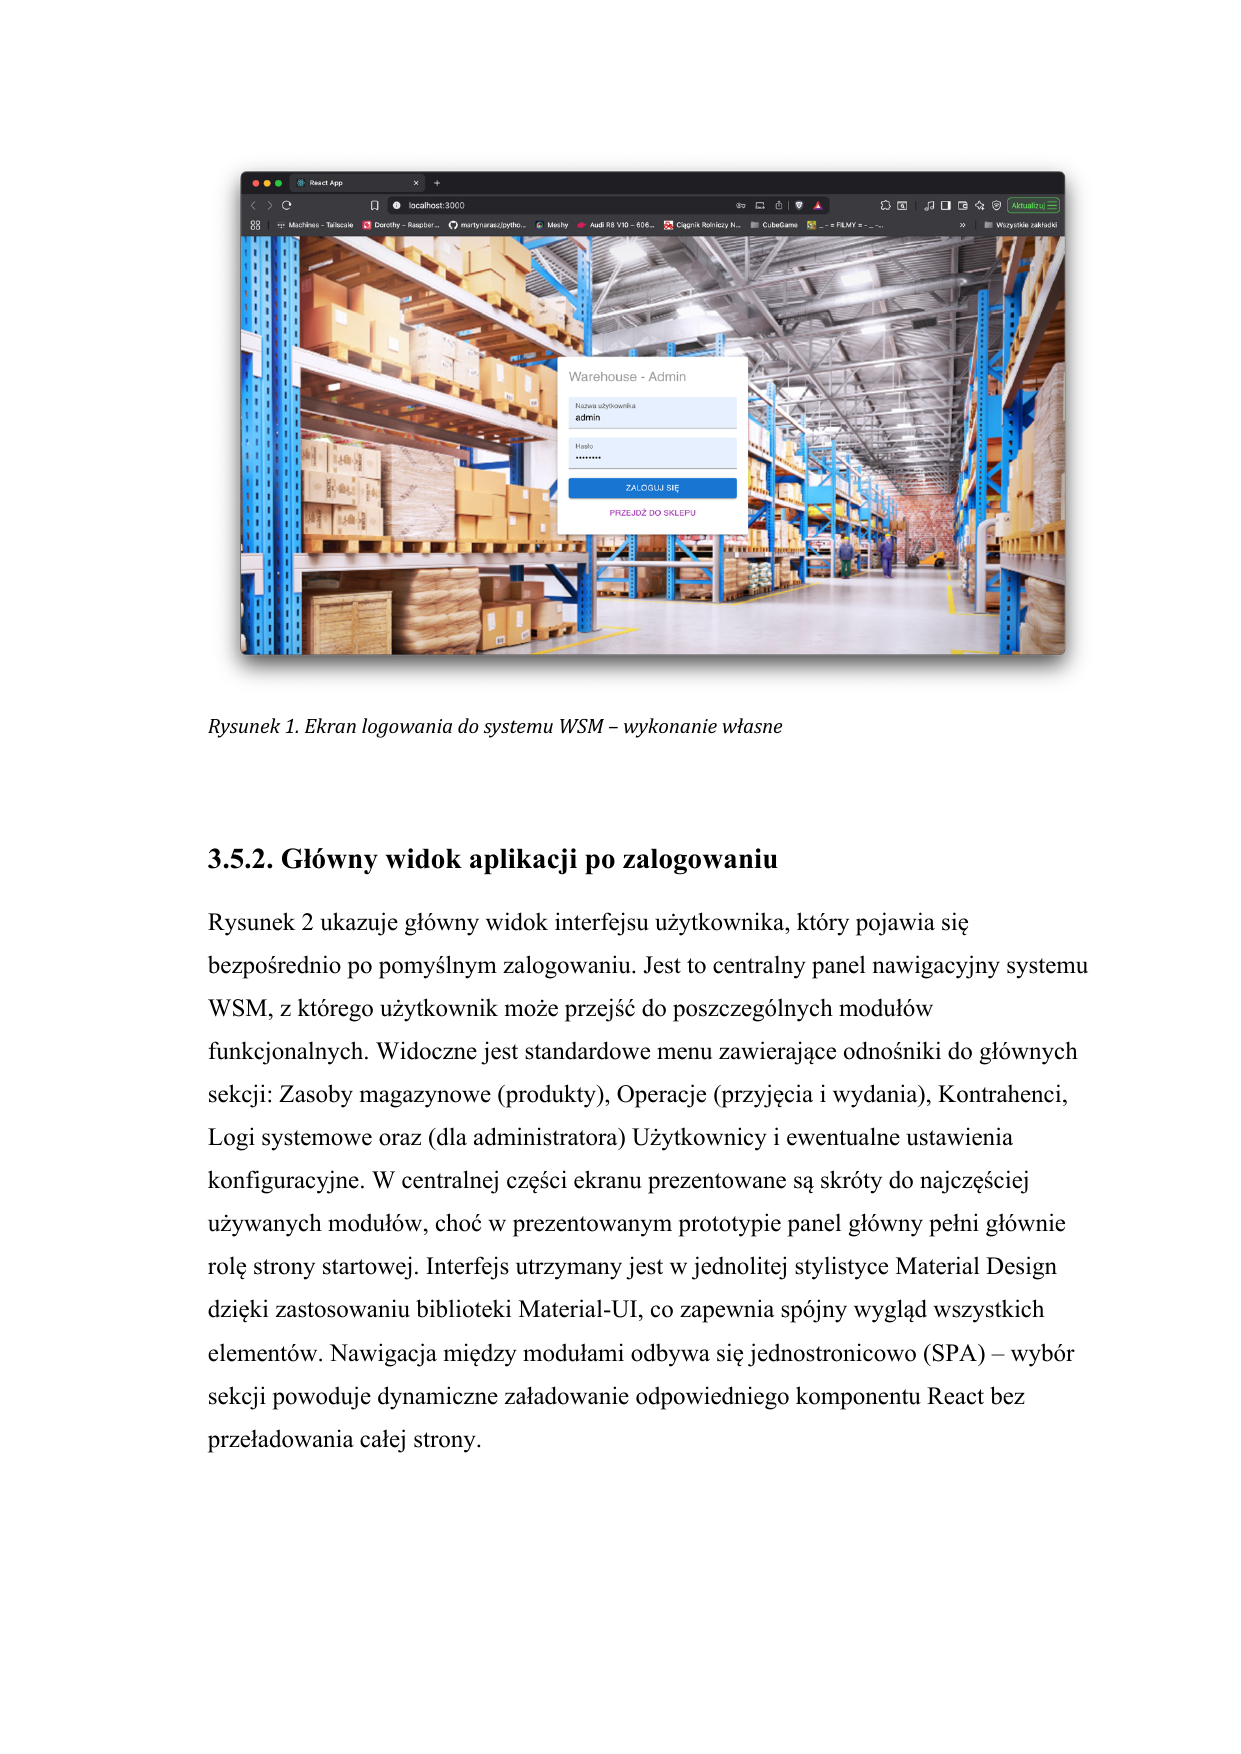 React App
localhost:3000
Aktualizuj
Machines – Tailscale Dorothy – Raspber... martynarasz/pytho... Meshy Audi R8 V10 – 606... Ciągnik Rolniczy N... CubeGame _ - = FILMY = - _ -... » Wszystkie zakładki
Warehouse - Admin
Nazwa użytkownika
admin
Hasło
••••••••
ZALOGUJ SIĘ
PRZEJDŹ DO SKLEPU
Rysunek 1. Ekran logowania do systemu WSM – wykonanie własne
3.5.2. Główny widok aplikacji po zalogowaniu
Rysunek 2 ukazuje główny widok interfejsu użytkownika, który pojawia się
bezpośrednio po pomyślnym zalogowaniu. Jest to centralny panel nawigacyjny systemu
WSM, z którego użytkownik może przejść do poszczególnych modułów
funkcjonalnych. Widoczne jest standardowe menu zawierające odnośniki do głównych
sekcji: Zasoby magazynowe (produkty), Operacje (przyjęcia i wydania), Kontrahenci,
Logi systemowe oraz (dla administratora) Użytkownicy i ewentualne ustawienia
konfiguracyjne. W centralnej części ekranu prezentowane są skróty do najczęściej
używanych modułów, choć w prezentowanym prototypie panel główny pełni głównie
rolę strony startowej. Interfejs utrzymany jest w jednolitej stylistyce Material Design
dzięki zastosowaniu biblioteki Material-UI, co zapewnia spójny wygląd wszystkich
elementów. Nawigacja między modułami odbywa się jednostronicowo (SPA) – wybór
sekcji powoduje dynamiczne załadowanie odpowiedniego komponentu React bez
przeładowania całej strony.